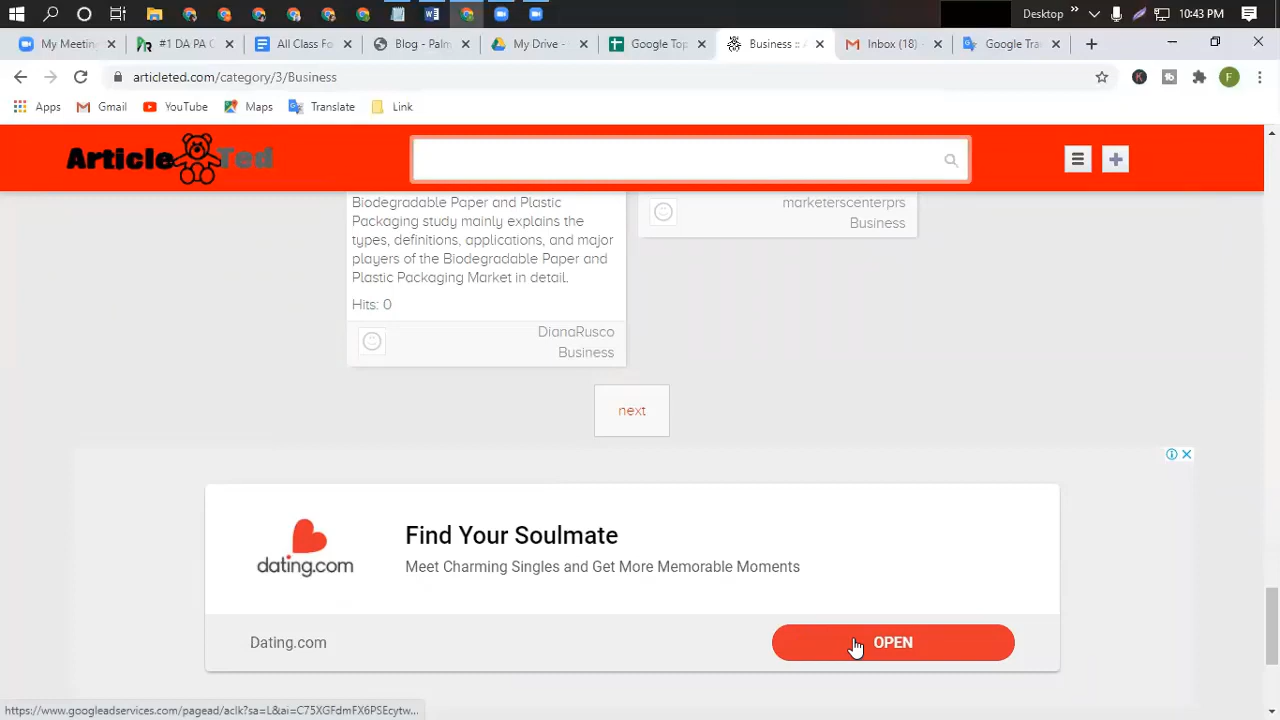 Desktop
10:43 PM
My Meeting
#1 DA PA C
All Class Fo
Blog - Palm
My Drive -
Google Top
Business :: A
Inbox (18) -
Google Tran
articleted.com/category/3/Business
Apps
Gmail
YouTube
Maps
Translate
Link
Article Ted
Biodegradable Paper and Plastic
Packaging study mainly explains the
types, definitions, applications, and major
players of the Biodegradable Paper and
Plastic Packaging Market in detail.
Hits: 0
DianaRusco
Business
marketerscenterprs
Business
next
Find Your Soulmate
dating.com
Meet Charming Singles and Get More Memorable Moments
Dating.com
OPEN
https://www.googleadservices.com/pagead/aclk?sa=L&ai=C75XGFdmFX6PSEcytw...